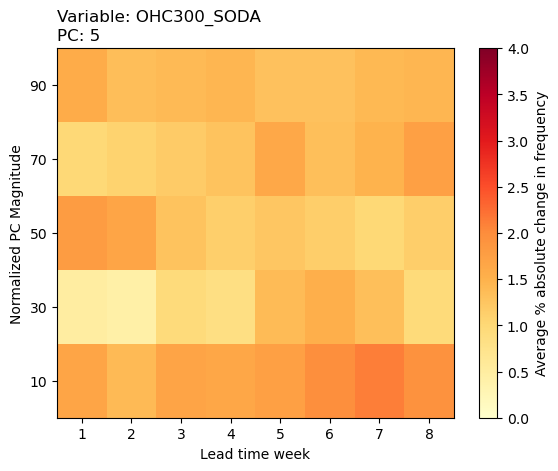 Variable: OHC300_SODA
PC: 5
Normalized PC Magnitude
90
70
50
30
10
1 2 3 4 5 6 7 8
Lead time week
4.0
3.5
3.0
2.5
2.0
1.5
1.0
0.5
0.0
Average % absolute change in frequency